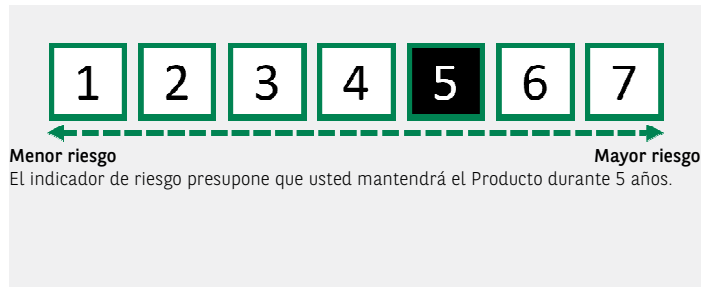 1 2 3 4 5 6 7
Menor riesgo Mayor riesgo
El indicador de riesgo presupone que usted mantendrá el Producto durante 5 años.